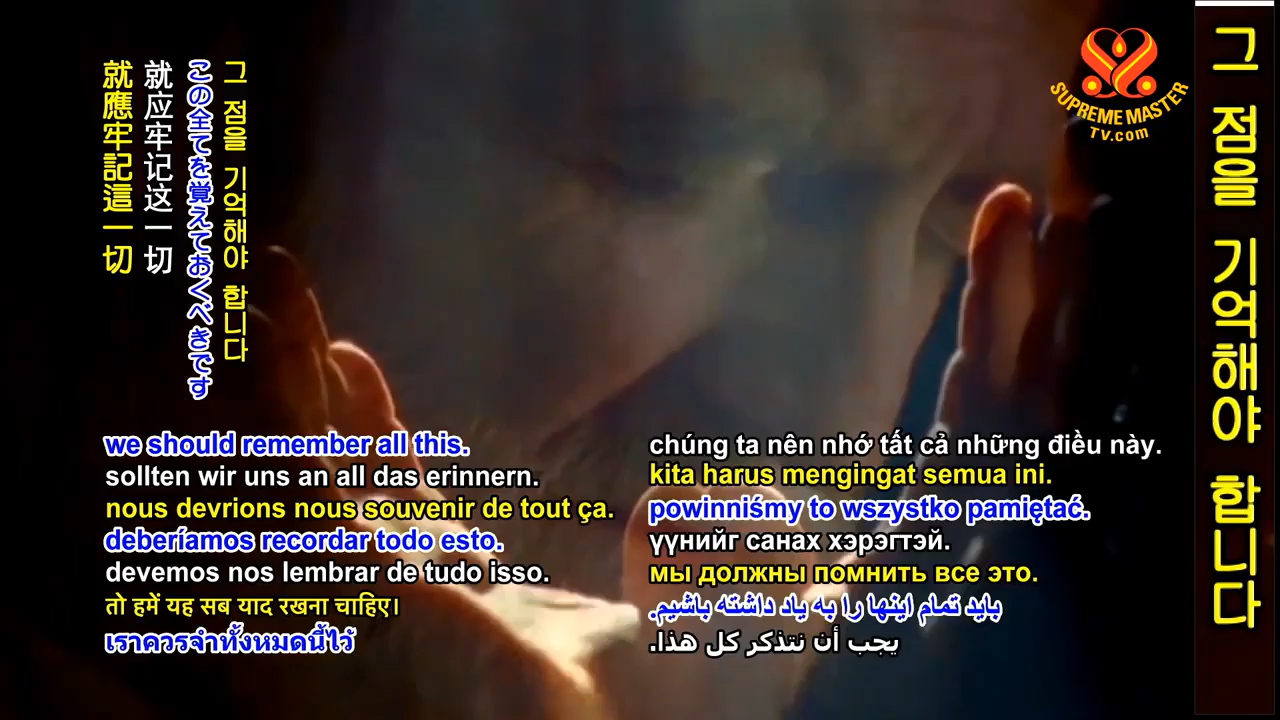 就應牢記這一切
就应牢记这一切
この全てを覚えておくべきです
그 점을 기억해야 합니다
we should remember all this.
sollten wir uns an all das erinnern.
nous devrions nous souvenir de tout ça.
deberíamos recordar todo esto.
devemos nos lembrar de tudo isso.
तो हमें यह सब याद रखना चाहिए।
เราควรจำทั้งหมดนี้ไว้
chúng ta nên nhớ tất cả những điều này.
kita harus mengingat semua ini.
powinniśmy to wszystko pamiętać.
үүнийг санах хэрэгтэй.
мы должны помнить все это.
باید تمام اینها را به یاد داشته باشیم.
يجب أن نتذكر كل هذا.
SUPREME MASTER
TV.com
그 점을 기억해야 합니다